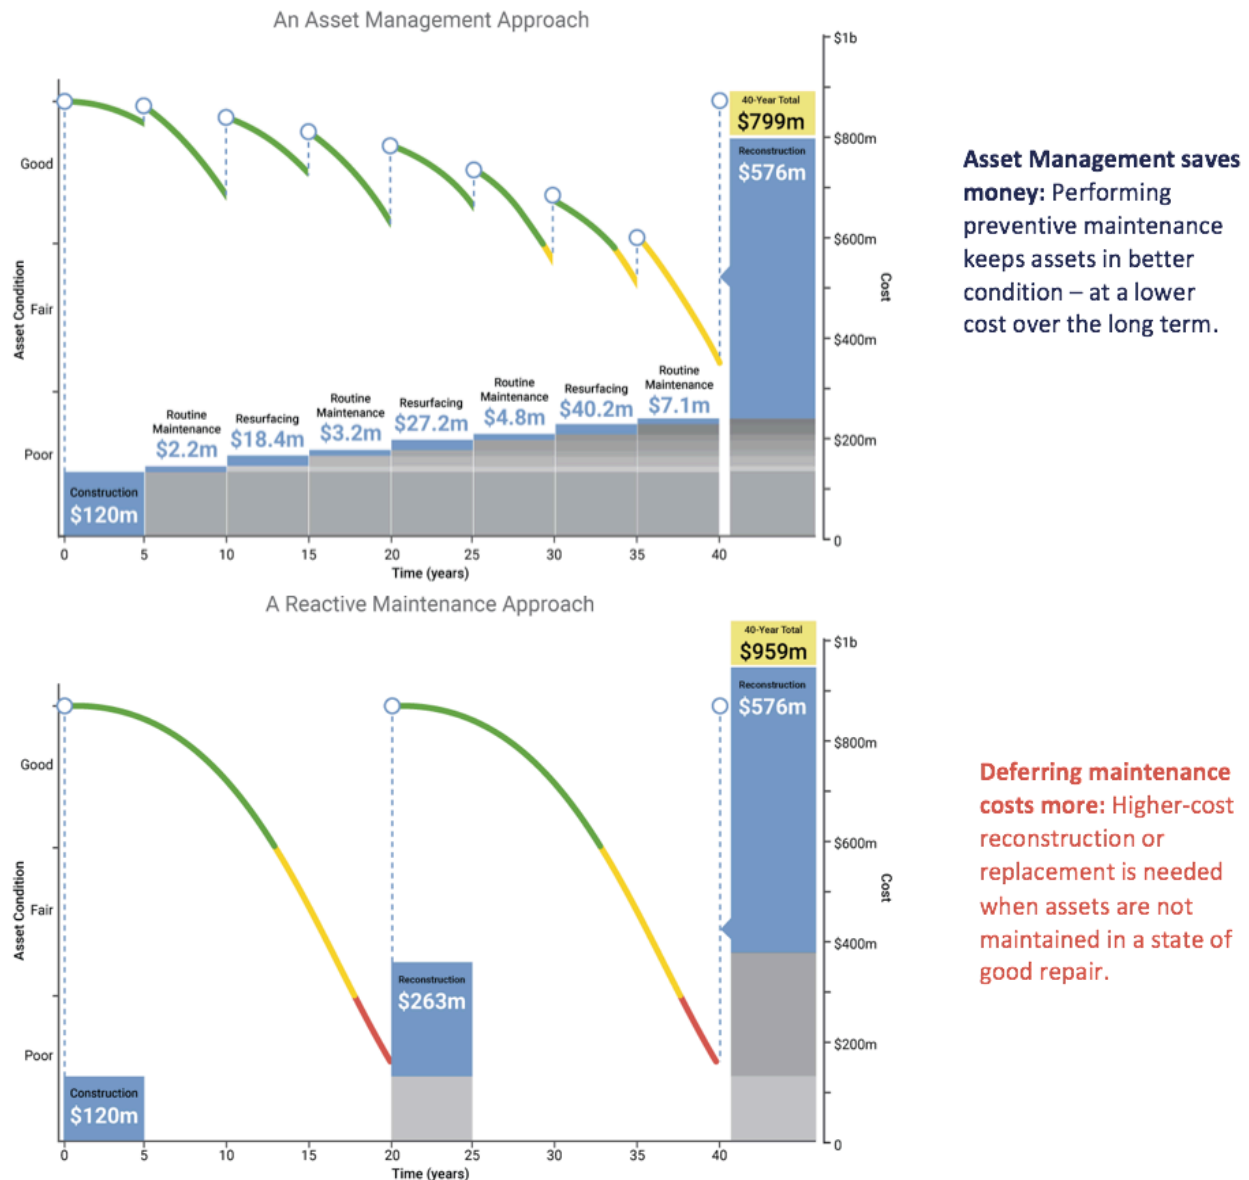 An Asset Management Approach
$1b
40-Year Total
$799m
$800m
Reconstruction
$576m
Good
$600m
Asset Condition
Cost
Fair
$400m
Routine
Maintenance
$2.2m
Resurfacing
$18.4m
Routine
Maintenance
$3.2m
Resurfacing
$27.2m
Routine
Maintenance
$4.8m
Resurfacing
$40.2m
Routine
Maintenance
$7.1m
$200m
Poor
Construction
$120m
0
0 5 10 15 20 25 30 35 40
Time (years)
Asset Management saves
money: Performing
preventive maintenance
keeps assets in better
condition – at a lower
cost over the long term.
A Reactive Maintenance Approach
40-Year Total
$959m
$1b
Reconstruction
$576m
$800m
Good
$600m
Asset Condition
Cost
Fair
$400m
Reconstruction
$263m
$200m
Poor
Construction
$120m
0
0 5 10 15 20 25 30 35 40
Time (years)
Deferring maintenance
costs more: Higher-cost
reconstruction or
replacement is needed
when assets are not
maintained in a state of
good repair.